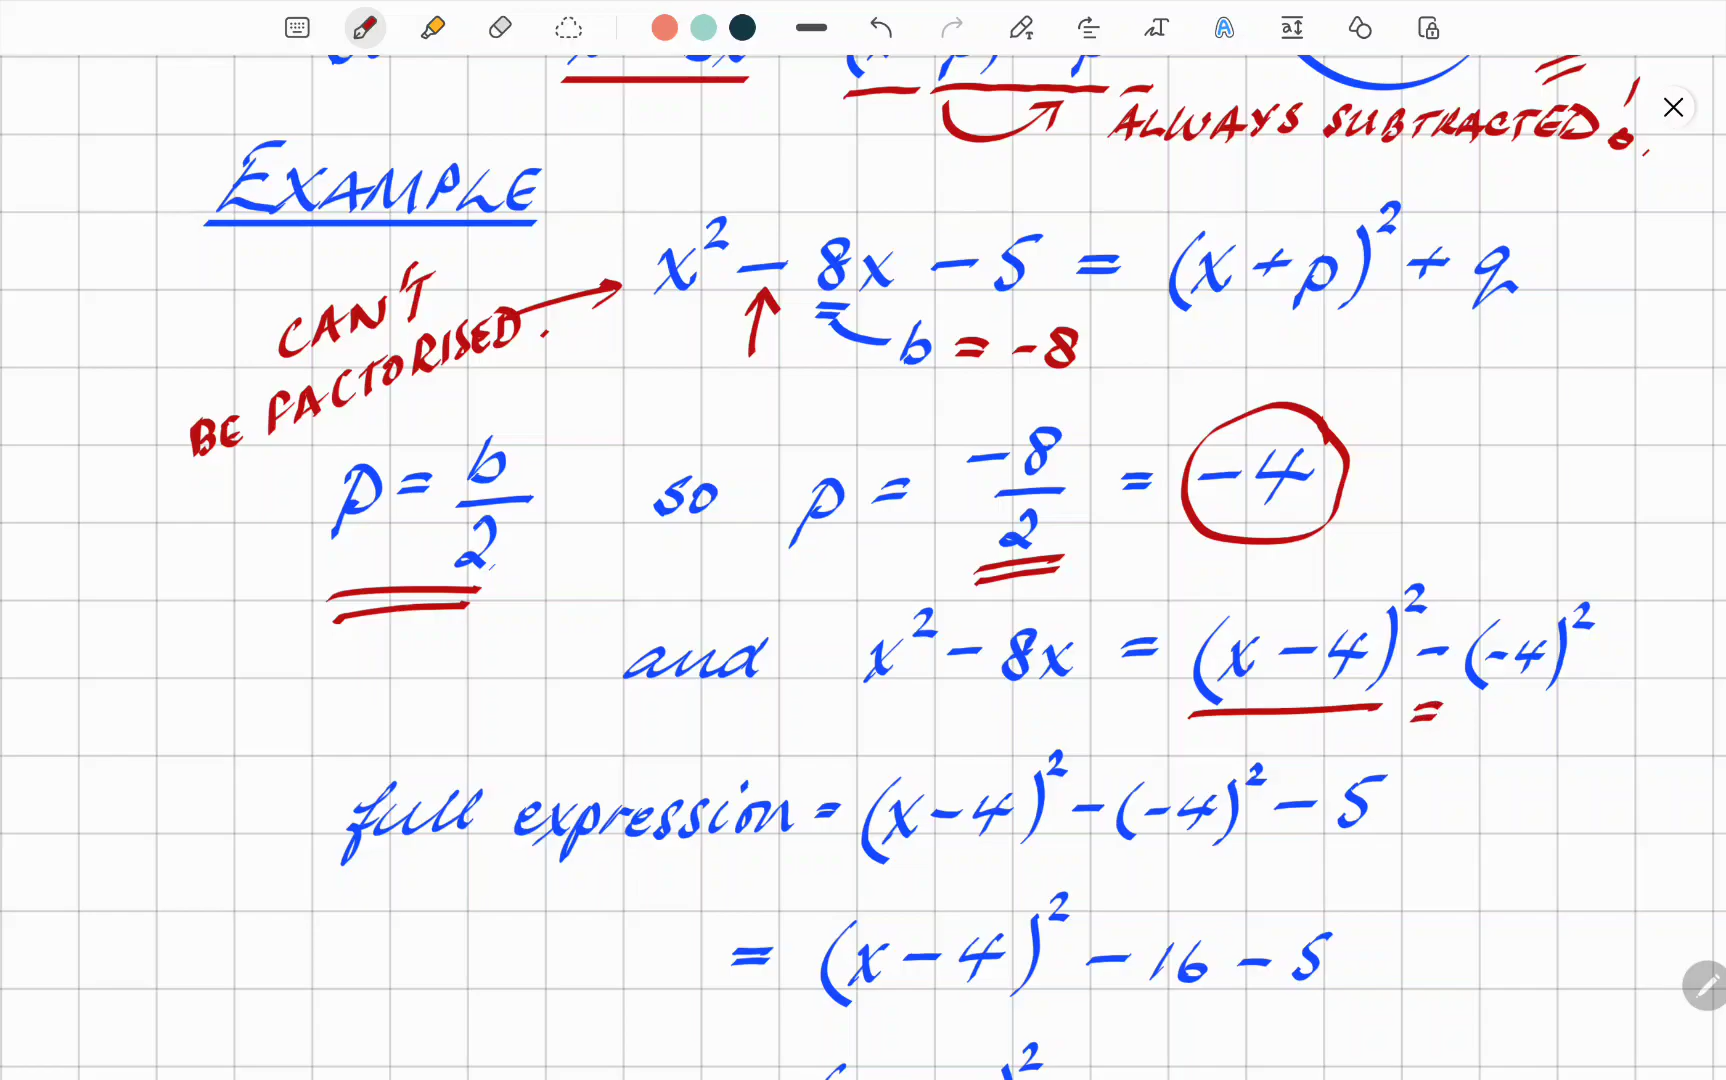 ALWAYS SUBTRACTED!
EXAMPLE
x² - 8x - 5 = (x+p)² + q
CAN'T
BE FACTORISED.
b = -8
p = b/2 so p = -8/2 = -4
and x² - 8x = (x-4)² - (-4)²
full expression = (x-4)² - (-4)² - 5
= (x-4)² - 16 - 5